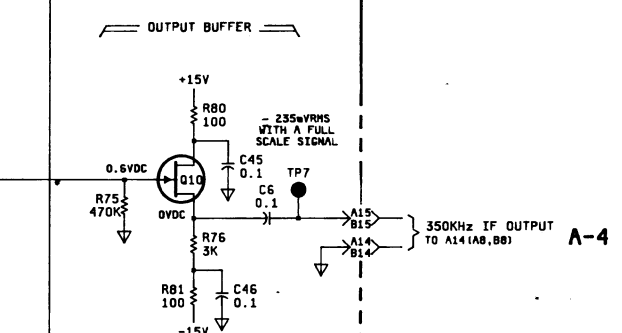 OUTPUT BUFFER
+15V
R80
100
- 235mVRMS
WITH A FULL
SCALE SIGNAL
C45
0.1
TP7
0.6VDC
Q10
C6
0.1
R75
470K
0VDC
A15
B15
350KHz IF OUTPUT
TO A14(A8,B8)
A-4
A14
B14
R76
3K
R81
100
C46
0.1
-15V